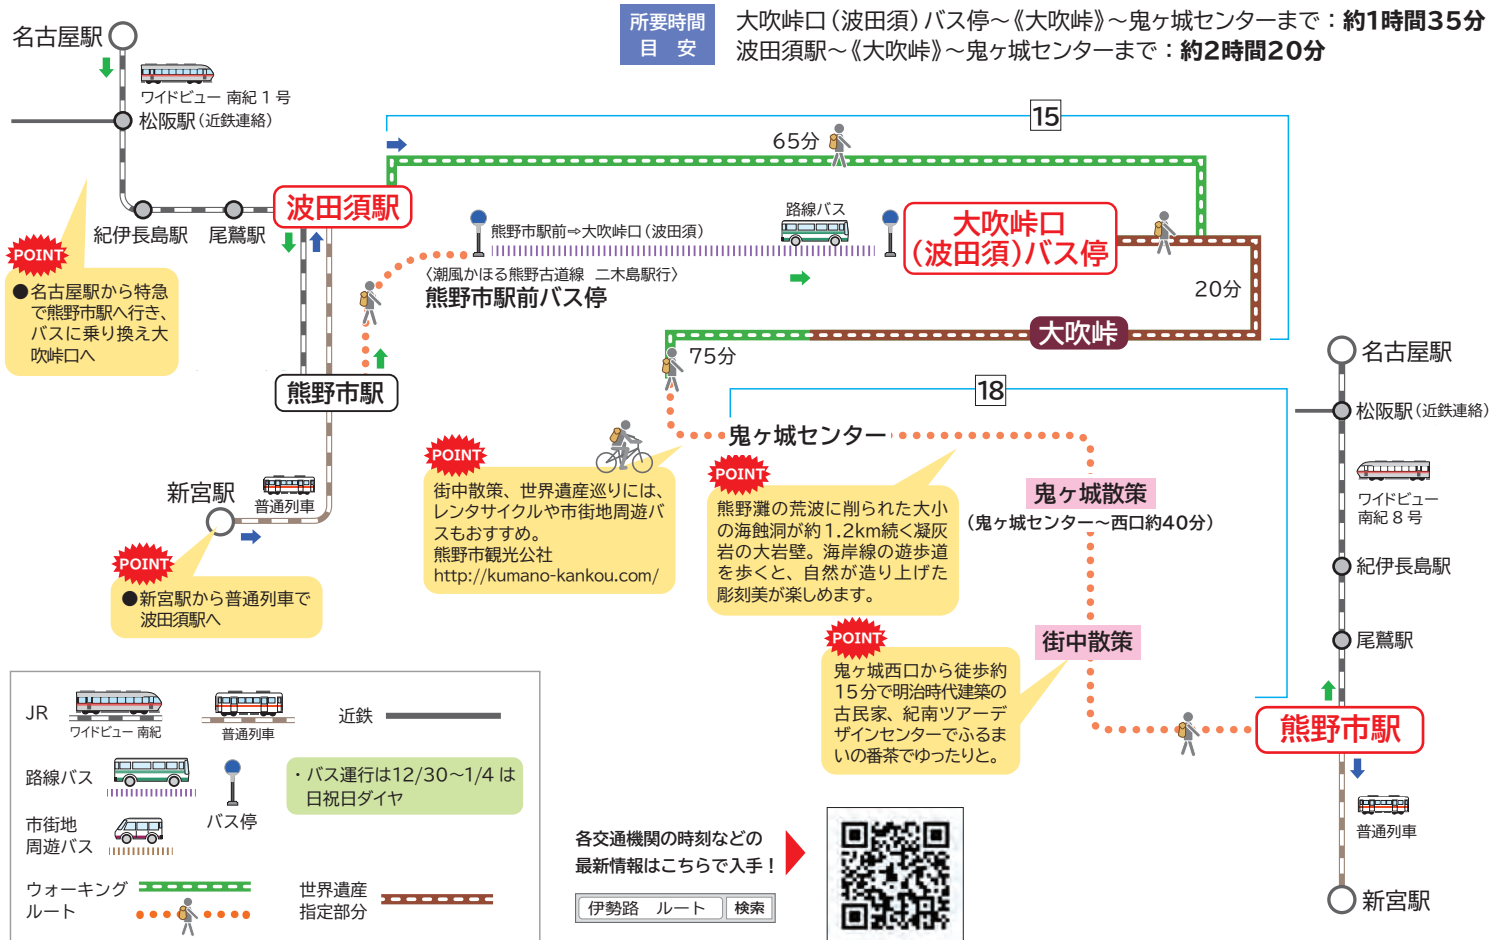 所要時間
目 安
大吹峠口（波田須）バス停〜《大吹峠》〜鬼ヶ城センターまで：約1時間35分
波田須駅〜《大吹峠》〜鬼ヶ城センターまで：約2時間20分
名古屋駅
ワイドビュー 南紀 1 号
松阪駅（近鉄連絡）
紀伊長島駅
尾鷲駅
波田須駅
15
65分
熊野市駅前⇒大吹峠口（波田須）
路線バス
〈潮風かほる熊野古道線 二木島駅行〉
熊野市駅前バス停
大吹峠口
（波田須）バス停
20分
大吹峠
75分
POINT
●名古屋駅から特急
で熊野市駅へ行き、
バスに乗り換え大
吹峠口へ
熊野市駅
新宮駅
普通列車
POINT
●新宮駅から普通列車で
波田須駅へ
18
鬼ヶ城センター
POINT
街中散策、世界遺産巡りには、
レンタサイクルや市街地周遊バ
スもおすすめ。
熊野市観光公社
http://kumano-kankou.com/
POINT
熊野灘の荒波に削られた大小
の海蝕洞が約1.2km続く凝灰
岩の大岩壁。海岸線の遊歩道
を歩くと、自然が造り上げた
彫刻美が楽しめます。
鬼ヶ城散策
（鬼ヶ城センター〜西口約40分）
街中散策
POINT
鬼ヶ城西口から徒歩約
15分で明治時代建築の
古民家、紀南ツアーデ
ザインセンターでふるま
いの番茶でゆったりと。
名古屋駅
松阪駅（近鉄連絡）
ワイドビュー
南紀 8 号
紀伊長島駅
尾鷲駅
熊野市駅
普通列車
新宮駅
JR
ワイドビュー 南紀
普通列車
近鉄
路線バス
バス停
・バス運行は12/30〜1/4 は
日祝日ダイヤ
市街地
周遊バス
ウォーキング
ルート
世界遺産
指定部分
各交通機関の時刻などの
最新情報はこちらで入手！
伊勢路 ルート
検索